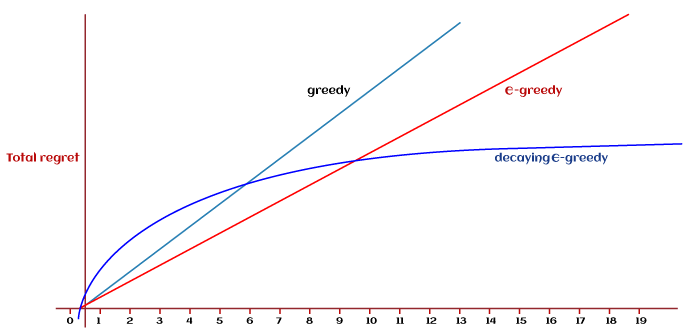 greedy
ϵ-greedy
Total regret
decaying ϵ-greedy
0 1 2 3 4 5 6 7 8 9 10 11 12 13 14 15 16 17 18 19